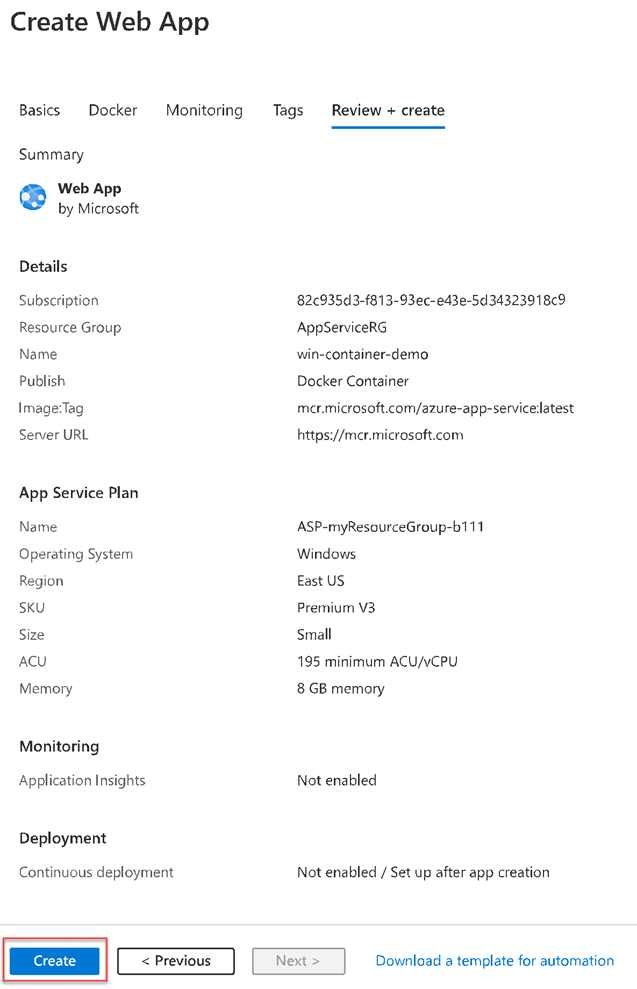 Create Web App
Basics Docker Monitoring Tags Review + create
Summary
Web App
by Microsoft
Details
Subscription 82c935d3-f813-93ec-e43e-5d34323918c9
Resource Group AppServiceRG
Name win-container-demo
Publish Docker Container
Image:Tag mcr.microsoft.com/azure-app-service:latest
Server URL https://mcr.microsoft.com
App Service Plan
Name ASP-myResourceGroup-b111
Operating System Windows
Region East US
SKU Premium V3
Size Small
ACU 195 minimum ACU/vCPU
Memory 8 GB memory
Monitoring
Application Insights Not enabled
Deployment
Continuous deployment Not enabled / Set up after app creation
Create < Previous Next > Download a template for automation